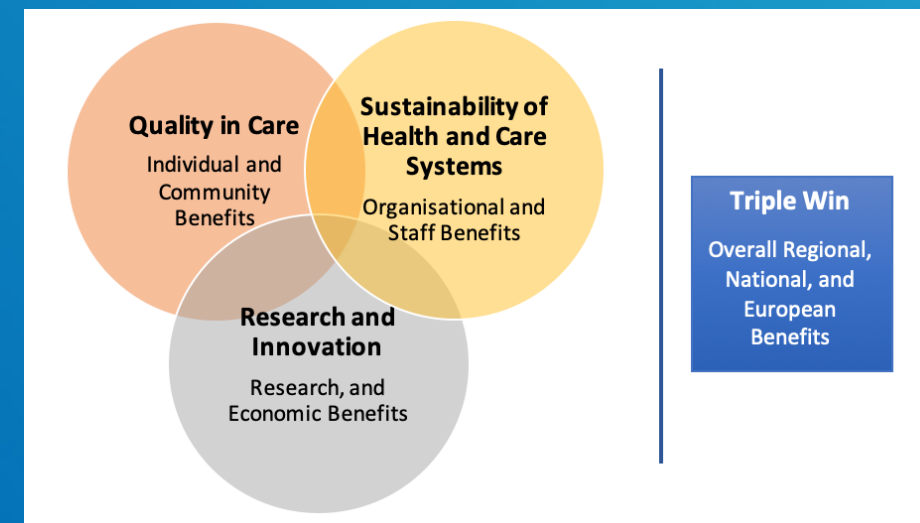 Quality in Care
Individual and
Community
Benefits
Sustainability of
Health and Care
Systems
Organisational and
Staff Benefits
Research and
Innovation
Research, and
Economic Benefits
Triple Win
Overall Regional,
National, and
European
Benefits